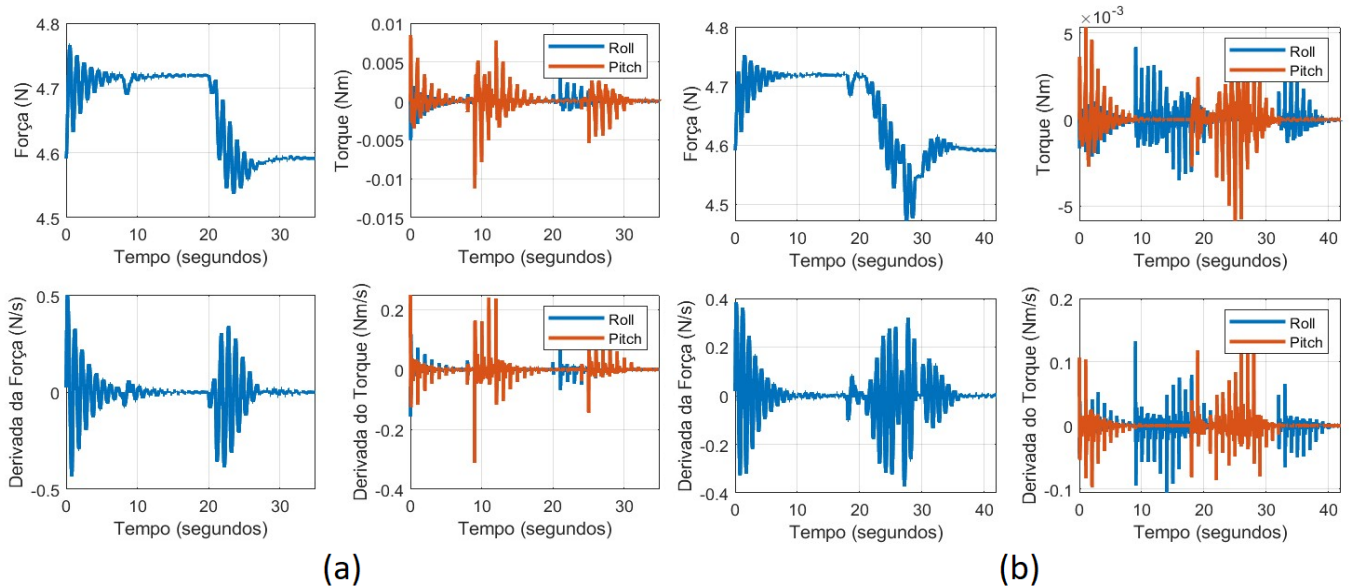 4.8
4.7
4.6
4.5
Força (N)
0 10 20 30
Tempo (segundos)
0.01
0.005
0
-0.005
-0.01
-0.015
Torque (Nm)
Roll
Pitch
0 10 20 30
Tempo (segundos)
4.8
4.7
4.6
4.5
Força (N)
0 10 20 30 40
Tempo (segundos)
×10⁻³
5
0
-5
Torque (Nm)
Roll
Pitch
0 10 20 30 40
Tempo (segundos)
0.5
0
-0.5
Derivada da Força (N/s)
0 10 20 30
Tempo (segundos)
0.2
0
-0.2
-0.4
Derivada do Torque (Nm/s)
Roll
Pitch
0 10 20 30
Tempo (segundos)
0.4
0.2
0
-0.2
-0.4
Derivada da Força (N/s)
0 10 20 30 40
Tempo (segundos)
0.2
0.1
0
-0.1
Derivada do Torque (Nm/s)
Roll
Pitch
0 10 20 30 40
Tempo (segundos)
(a)
(b)